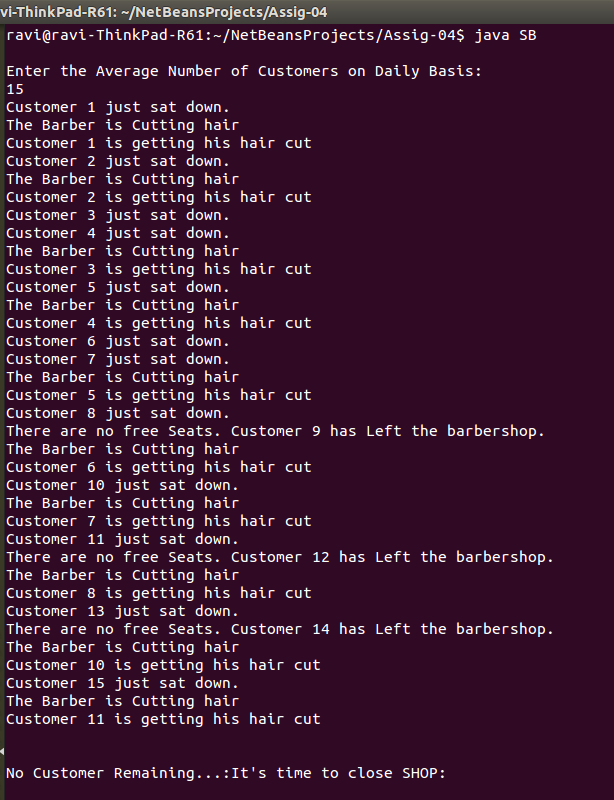 vi-ThinkPad-R61: ~/NetBeansProjects/Assig-04
ravi@ravi-ThinkPad-R61:~/NetBeansProjects/Assig-04$ java SB
Enter the Average Number of Customers on Daily Basis:
15
Customer 1 just sat down.
The Barber is Cutting hair
Customer 1 is getting his hair cut
Customer 2 just sat down.
The Barber is Cutting hair
Customer 2 is getting his hair cut
Customer 3 just sat down.
Customer 4 just sat down.
The Barber is Cutting hair
Customer 3 is getting his hair cut
Customer 5 just sat down.
The Barber is Cutting hair
Customer 4 is getting his hair cut
Customer 6 just sat down.
Customer 7 just sat down.
The Barber is Cutting hair
Customer 5 is getting his hair cut
Customer 8 just sat down.
There are no free Seats. Customer 9 has Left the barbershop.
The Barber is Cutting hair
Customer 6 is getting his hair cut
Customer 10 just sat down.
The Barber is Cutting hair
Customer 7 is getting his hair cut
Customer 11 just sat down.
There are no free Seats. Customer 12 has Left the barbershop.
The Barber is Cutting hair
Customer 8 is getting his hair cut
Customer 13 just sat down.
There are no free Seats. Customer 14 has Left the barbershop.
The Barber is Cutting hair
Customer 10 is getting his hair cut
Customer 15 just sat down.
The Barber is Cutting hair
Customer 11 is getting his hair cut
No Customer Remaining...:It's time to close SHOP: